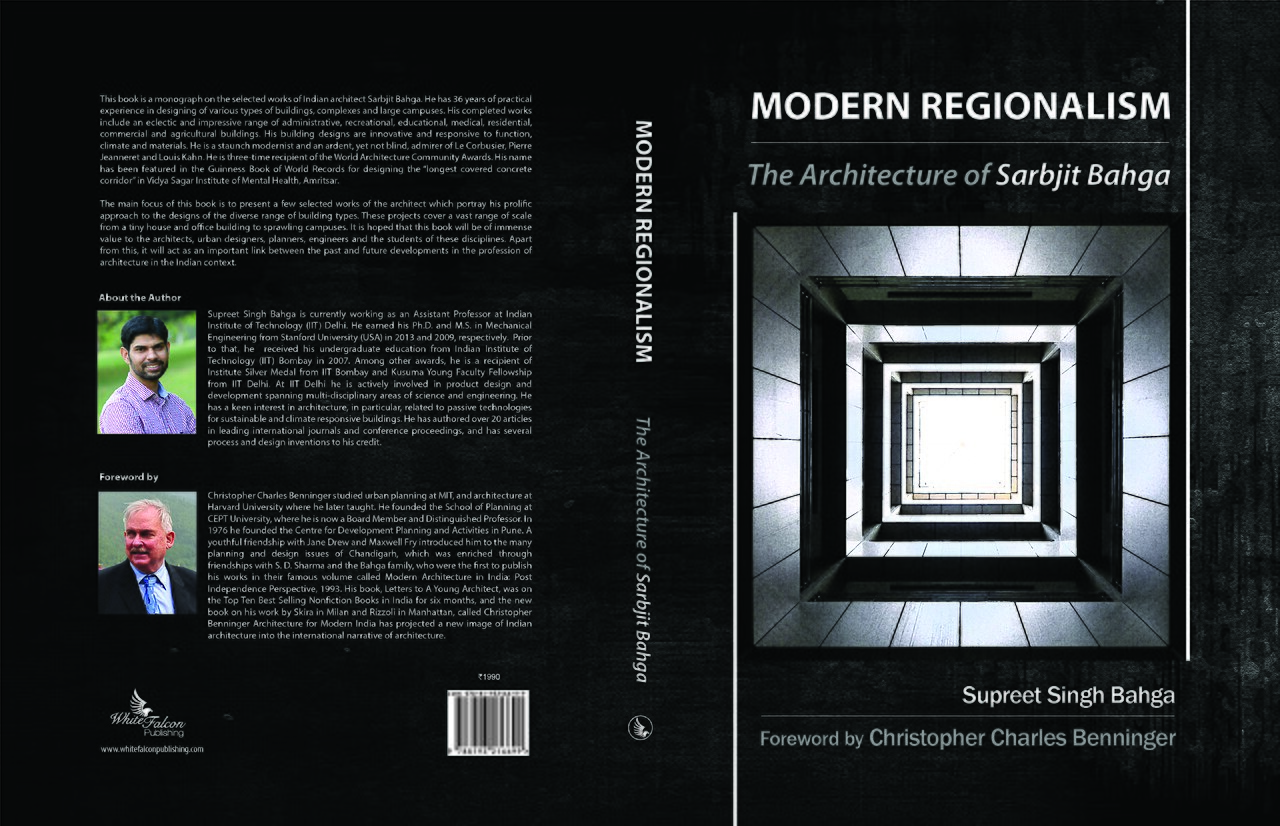 This book is a monograph on the selected works of Indian architect Sarbjit Bahga. He has 36 years of practical
experience in designing of various types of buildings, complexes and large campuses. His completed works
include an eclectic and impressive range of administrative, recreational, educational, medical, residential,
commercial and agricultural buildings. His building designs are innovative and responsive to function,
climate and materials. He is a staunch modernist and an ardent, yet not blind, admirer of Le Corbusier, Pierre
Jeanneret and Louis Kahn. He is three-time recipient of the World Architecture Community Awards. His name
has been featured in the Guinness Book of World Records for designing the "longest covered concrete
corridor" in Vidya Sagar Institute of Mental Health, Amritsar.
The main focus of this book is to present a few selected works of the architect which portray his prolific
approach to the designs of the diverse range of building types. These projects cover a vast range of scale
from a tiny house and office building to sprawling campuses. It is hoped that this book will be of immense
value to the architects, urban designers, planners, engineers and the students of these disciplines. Apart
from this, it will act as an important link between the past and future developments in the profession of
architecture in the Indian context.
About the Author
Supreet Singh Bahga is currently working as an Assistant Professor at Indian
Institute of Technology (IIT) Delhi. He earned his Ph.D. and M.S. in Mechanical
Engineering from Stanford University (USA) in 2013 and 2009, respectively. Prior
to that, he received his undergraduate education from Indian Institute of
Technology (IIT) Bombay in 2007. Among other awards, he is a recipient of
Institute Silver Medal from IIT Bombay and Kusuma Young Faculty Fellowship
from IIT Delhi. At IIT Delhi he is actively involved in product design and
development spanning multi-disciplinary areas of science and engineering. He
has a keen interest in architecture, in particular, related to passive technologies
for sustainable and climate responsive buildings. He has authored over 20 articles
in leading international journals and conference proceedings, and has several
process and design inventions to his credit.
Foreword by
Christopher Charles Benninger studied urban planning at MIT, and architecture at
Harvard University where he later taught. He founded the School of Planning at
CEPT University, where he is now a Board Member and Distinguished Professor. In
1976 he founded the Centre for Development Planning and Activities in Pune. A
youthful friendship with Jane Drew and Maxwell Fry introduced him to the many
planning and design issues of Chandigarh, which was enriched through
friendships with S. D. Sharma and the Bahga family, who were the first to publish
his works in their famous volume called Modern Architecture in India: Post
Independence Perspective, 1993. His book, Letters to A Young Architect, was on
the Top Ten Best Selling Nonfiction Books in India for six months, and the new
book on his work by Skira in Milan and Rizzoli in Manhattan, called Christopher
Benninger Architecture for Modern India has projected a new image of Indian
architecture into the international narrative of architecture.
₹1990
White Falcon
Publishing
www.whitefalconpublishing.com
MODERN REGIONALISM
The Architecture of Sarbjit Bahga
MODERN REGIONALISM
The Architecture of Sarbjit Bahga
Supreet Singh Bahga
Foreword by Christopher Charles Benninger